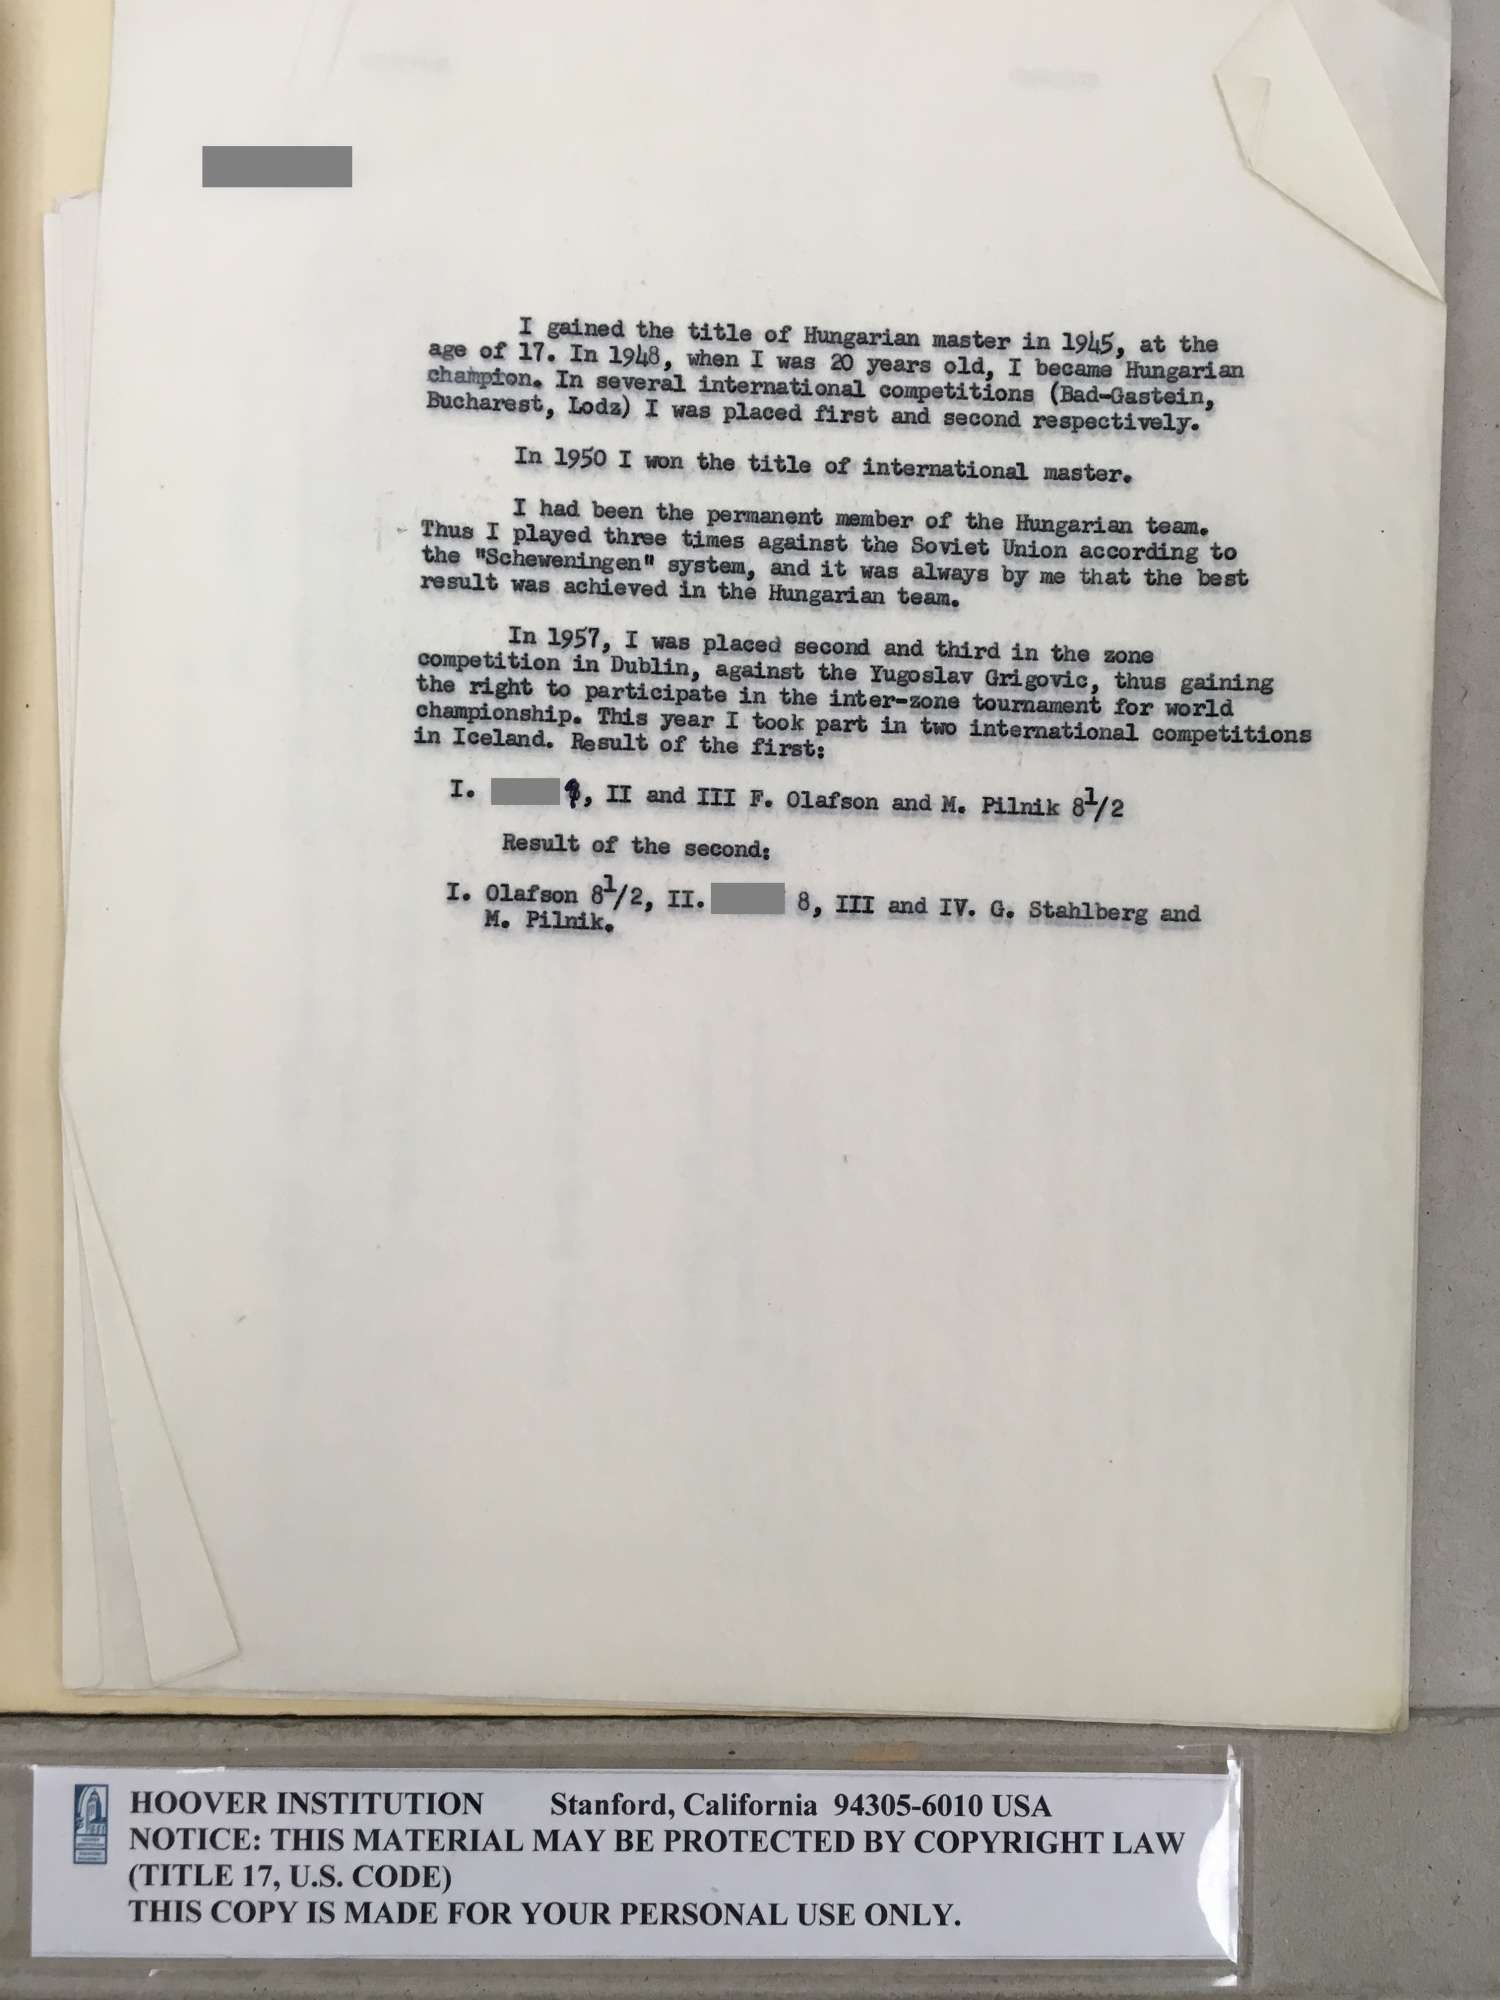 I gained the title of Hungarian master in 1945, at the
age of 17. In 1948, when I was 20 years old, I became Hungarian
champion. In several international competitions (Bad-Gastein,
Bucharest, Lodz) I was placed first and second respectively.
In 1950 I won the title of international master.
I had been the permanent member of the Hungarian team.
Thus I played three times against the Soviet Union according to
the "Scheweningen" system, and it was always by me that the best
result was achieved in the Hungarian team.
In 1957, I was placed second and third in the zone
competition in Dublin, against the Yugoslav Grigovic, thus gaining
the right to participate in the inter-zone tournament for world
championship. This year I took part in two international competitions
in Iceland. Result of the first:
I. 9, II and III F. Olafson and M. Pilnik 8 1/2
Result of the second:
I. Olafson 8 1/2, II. 8, III and IV. G. Stahlberg and
M. Pilnik.
HOOVER INSTITUTION Stanford, California 94305-6010 USA
NOTICE: THIS MATERIAL MAY BE PROTECTED BY COPYRIGHT LAW
(TITLE 17, U.S. CODE)
THIS COPY IS MADE FOR YOUR PERSONAL USE ONLY.